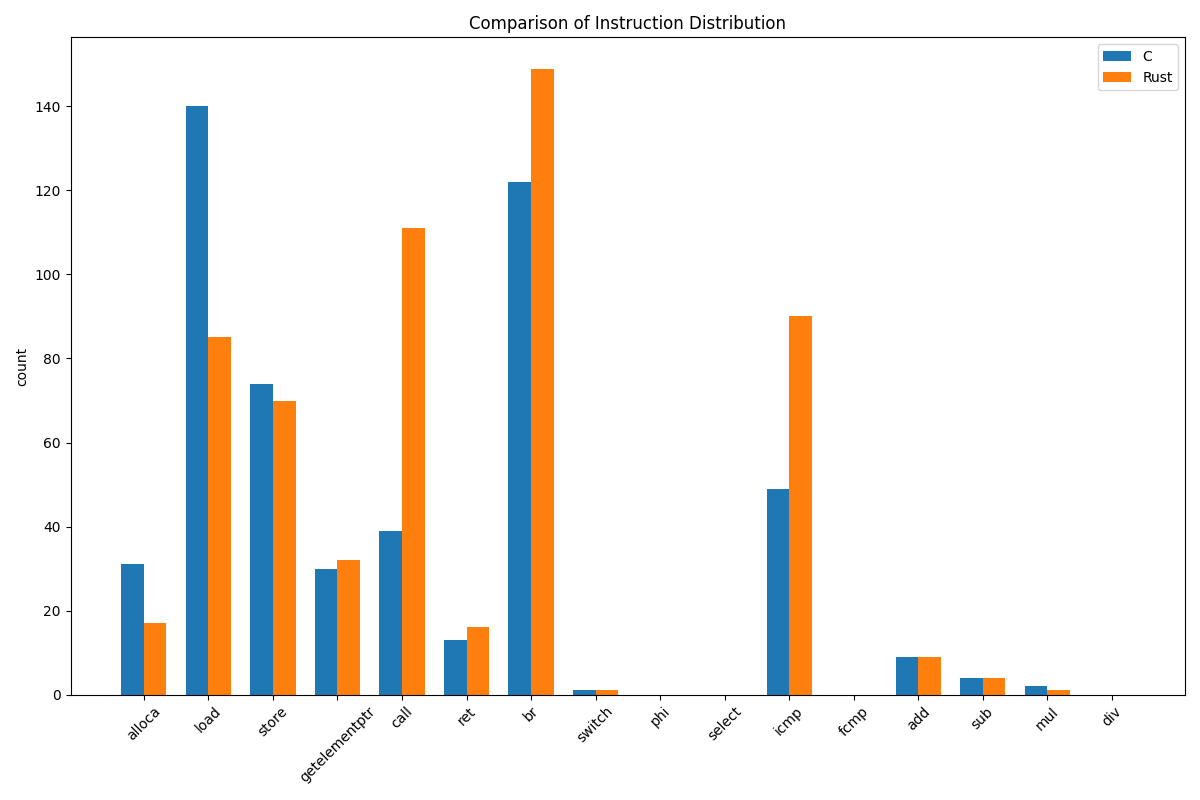 Comparison of Instruction Distribution
C
Rust
count
140
120
100
80
60
40
20
0
alloca
load
store
getelementptr
call
ret
br
switch
phi
select
icmp
fcmp
add
sub
mul
div